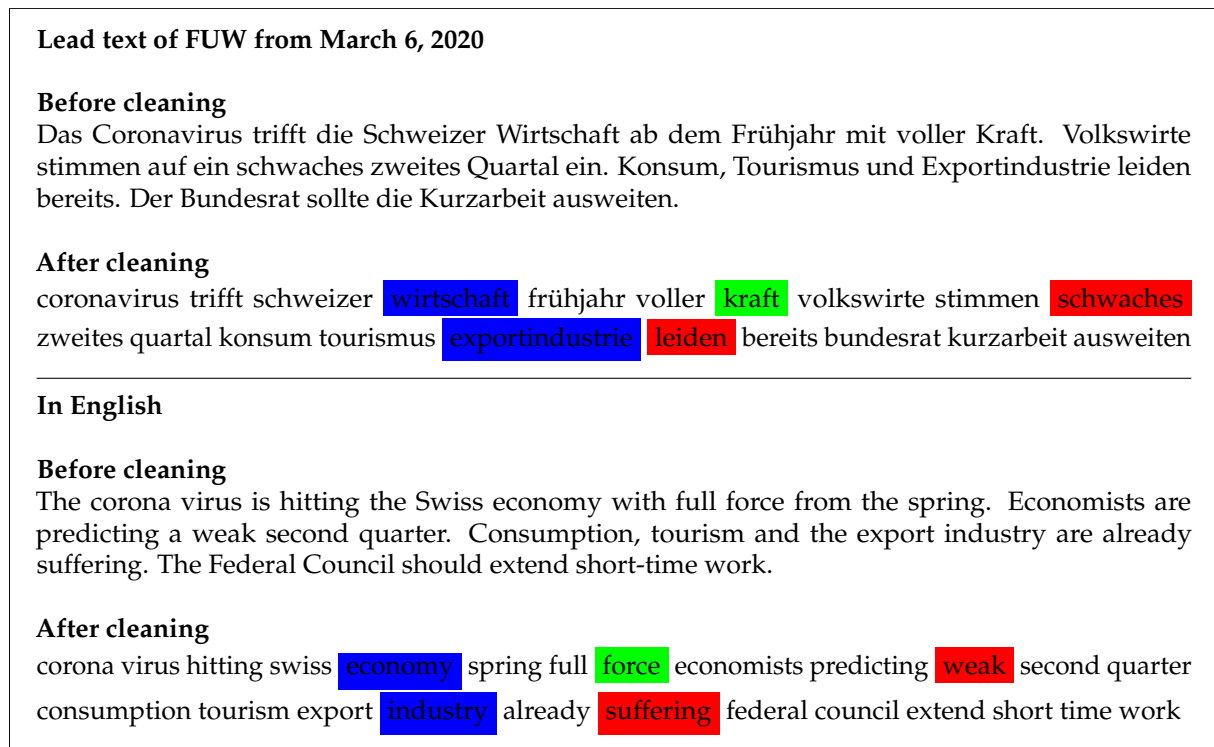 Lead text of FUW from March 6, 2020
Before cleaning
Das Coronavirus trifft die Schweizer Wirtschaft ab dem Frühjahr mit voller Kraft. Volkswirte
stimmen auf ein schwaches zweites Quartal ein. Konsum, Tourismus und Exportindustrie leiden
bereits. Der Bundesrat sollte die Kurzarbeit ausweiten.
After cleaning
coronavirus trifft schweizer wirtschaft frühjahr voller kraft volkswirte stimmen schwaches
zweites quartal konsum tourismus exportindustrie leiden bereits bundesrat kurzarbeit ausweiten
In English
Before cleaning
The corona virus is hitting the Swiss economy with full force from the spring. Economists are
predicting a weak second quarter. Consumption, tourism and the export industry are already
suffering. The Federal Council should extend short-time work.
After cleaning
corona virus hitting swiss economy spring full force economists predicting weak second quarter
consumption tourism export industry already suffering federal council extend short time work